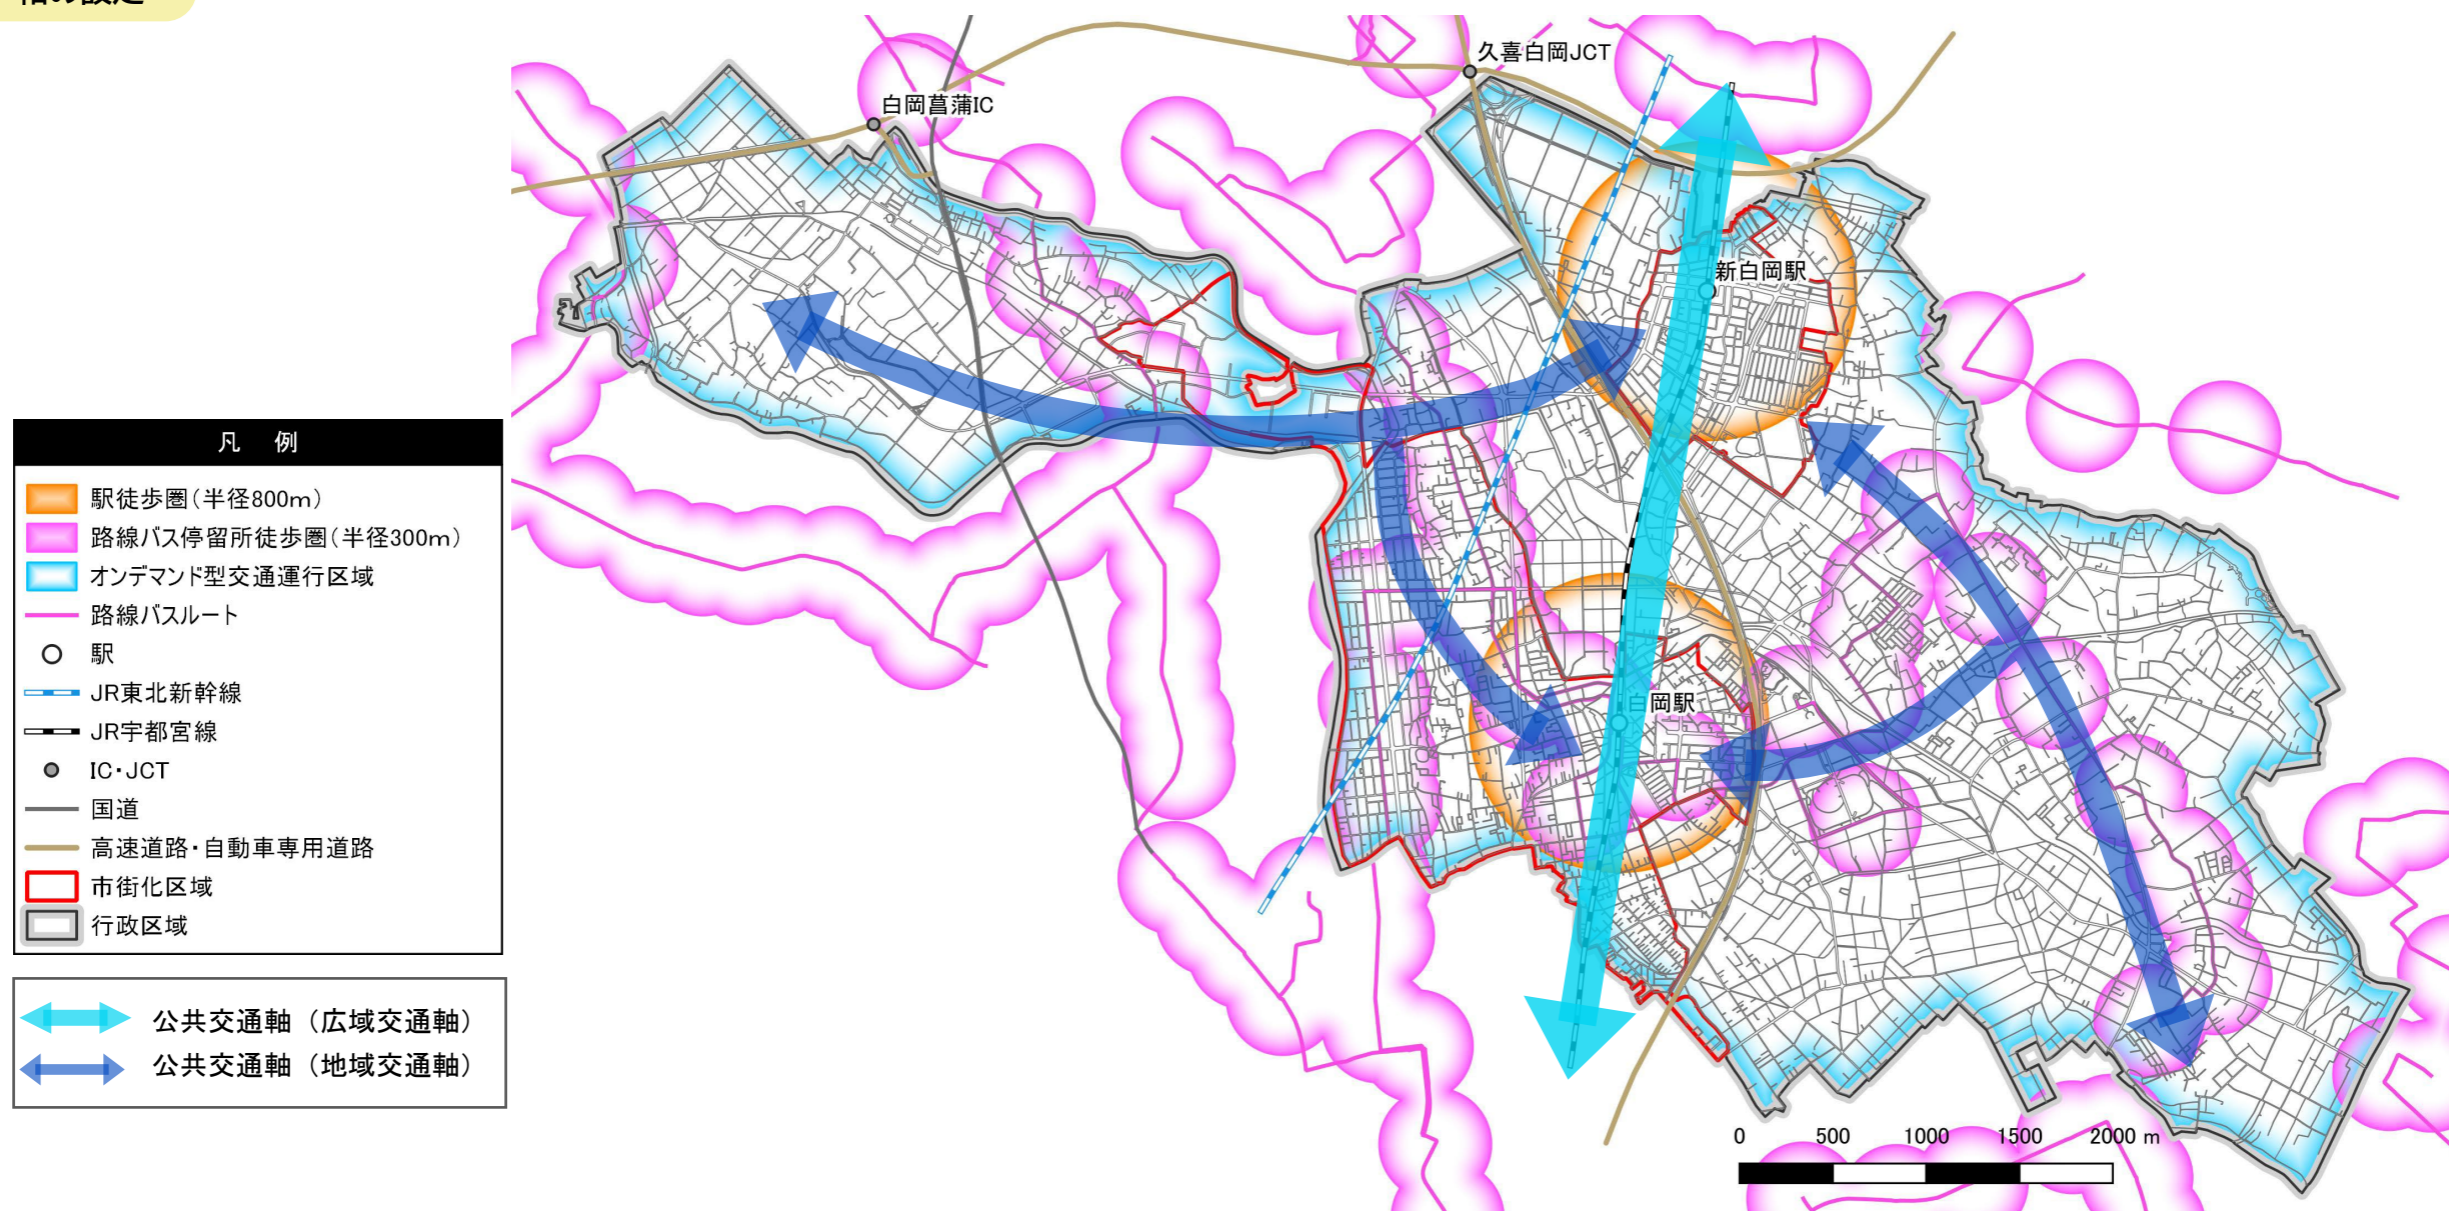 久喜白岡JCT
白岡菖蒲IC
新白岡駅
白岡駅
凡 例
駅徒歩圏（半径800m）
路線バス停留所徒歩圏（半径300m）
オンデマンド型交通運行区域
路線バスルート
駅
JR東北新幹線
JR宇都宮線
IC・JCT
国道
高速道路・自動車専用道路
市街化区域
行政区域
公共交通軸（広域交通軸）
公共交通軸（地域交通軸）
0 500 1000 1500 2000 m